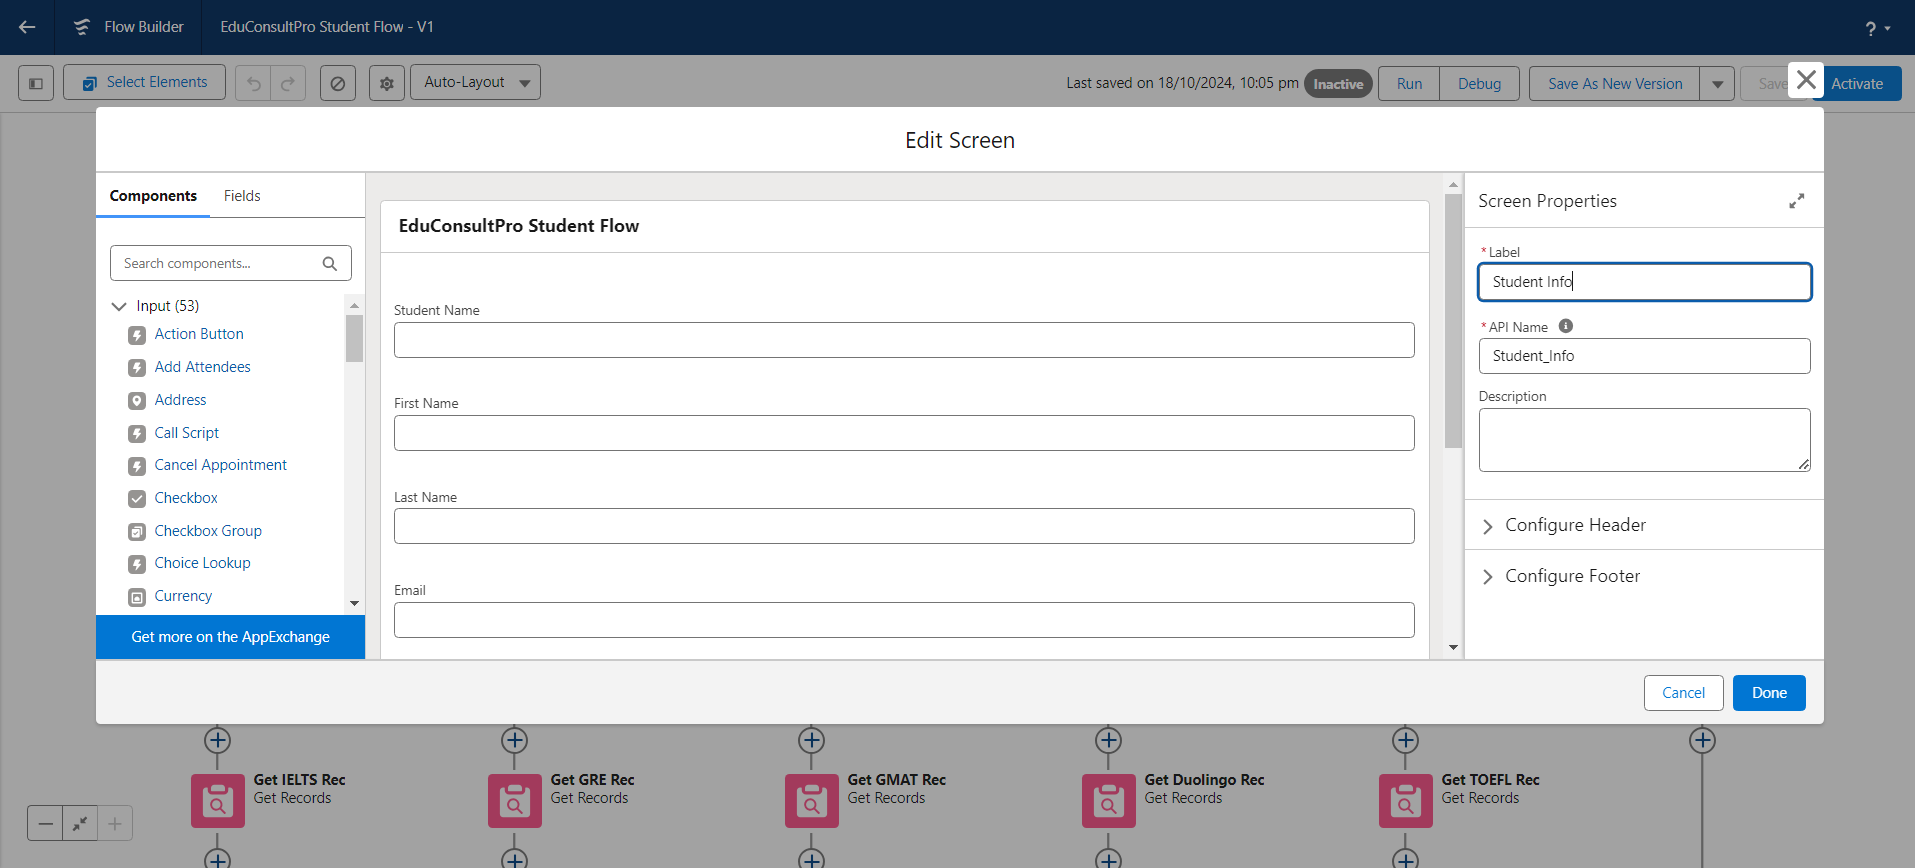 Flow Builder
EduConsultPro Student Flow - V1
?
Select Elements
Auto-Layout
Last saved on 18/10/2024, 10:05 pm
Inactive
Run
Debug
Save As New Version
Save
Activate
Edit Screen
Components
Fields
Search components...
Input (53)
Action Button
Add Attendees
Address
Call Script
Cancel Appointment
Checkbox
Checkbox Group
Choice Lookup
Currency
Get more on the AppExchange
EduConsultPro Student Flow
Student Name
First Name
Last Name
Email
Screen Properties
* Label
Student Info
* API Name
Student_Info
Description
Configure Header
Configure Footer
Cancel
Done
Get IELTS Rec
Get Records
Get GRE Rec
Get Records
Get GMAT Rec
Get Records
Get Duolingo Rec
Get Records
Get TOEFL Rec
Get Records